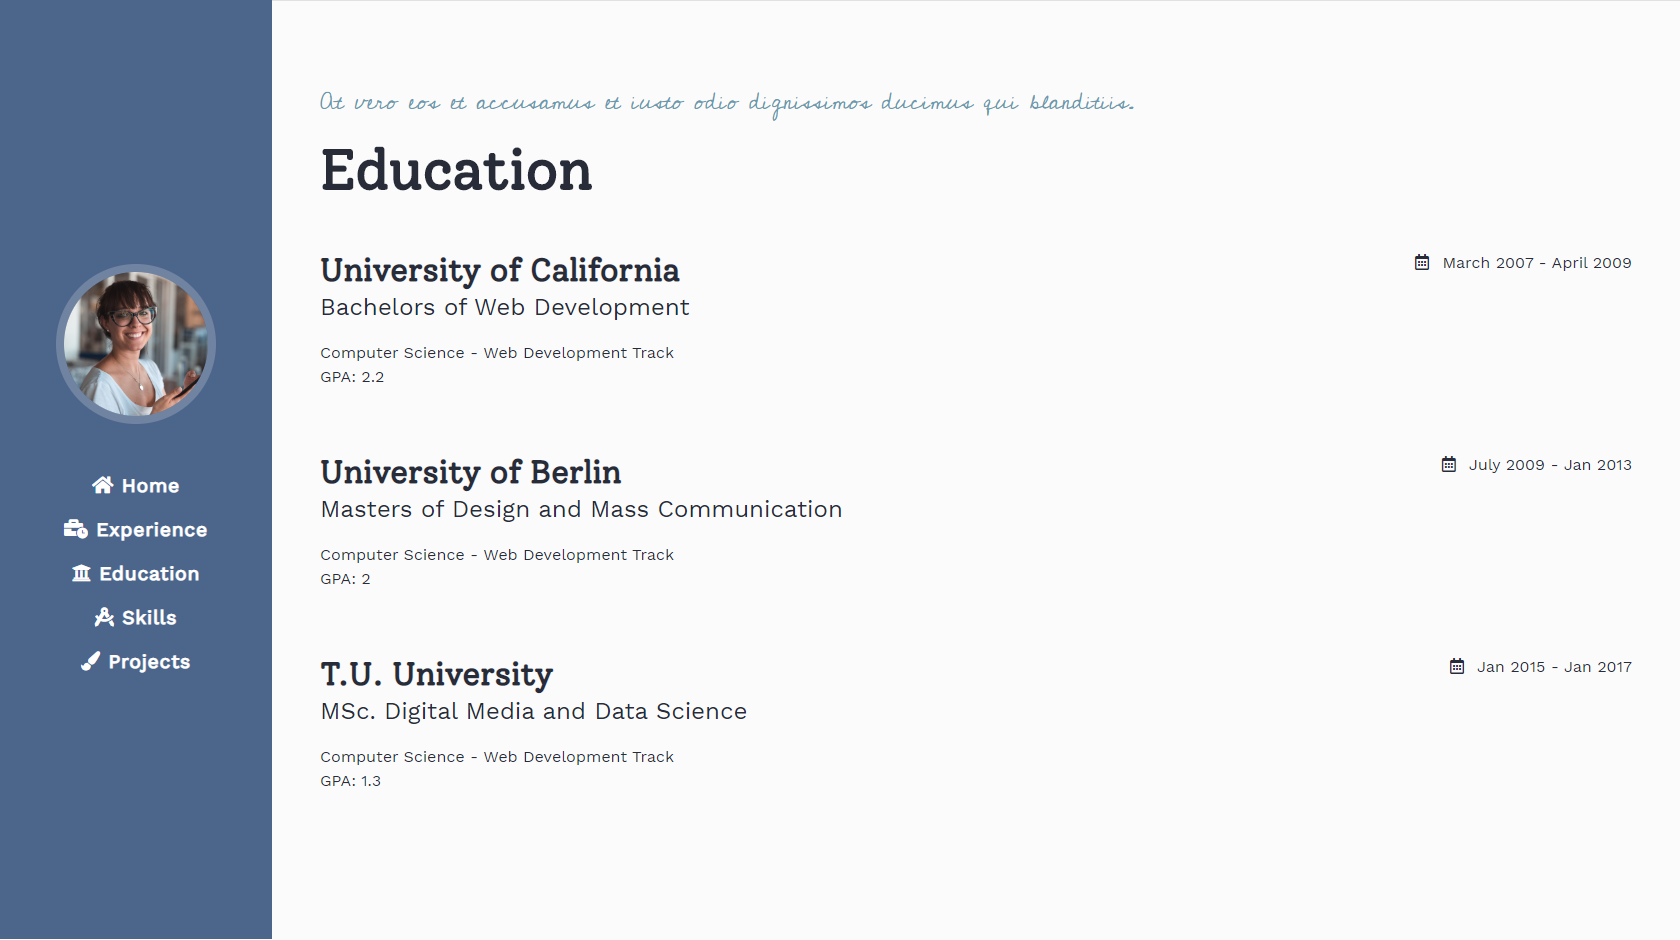 Home
Experience
Education
Skills
Projects
At vero eos et accusamus et iusto odio dignissimos ducimus qui blanditiis.
Education
University of California
March 2007 - April 2009
Bachelors of Web Development
Computer Science - Web Development Track
GPA: 2.2
University of Berlin
July 2009 - Jan 2013
Masters of Design and Mass Communication
Computer Science - Web Development Track
GPA: 2
T.U. University
Jan 2015 - Jan 2017
MSc. Digital Media and Data Science
Computer Science - Web Development Track
GPA: 1.3